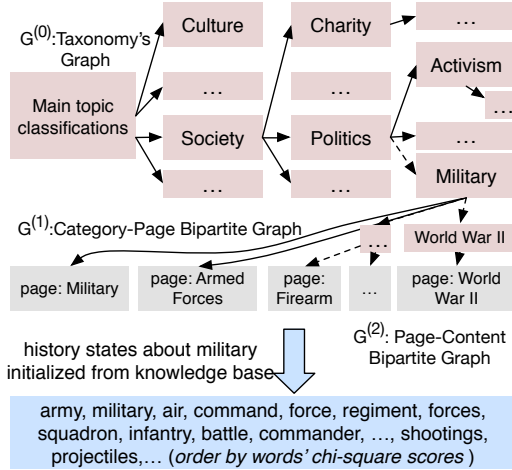 G(0):Taxonomy's
Graph
Main topic
classifications
Culture
...
Society
...
Charity
...
Politics
...
...
Activism
...
...
Military
G(1):Category-Page Bipartite Graph
...
World War II
page: Military
page: Armed
Forces
page:
Firearm
...
page: World
War II
G(2): Page-Content
Bipartite Graph
history states about military
initialized from knowledge base
army, military, air, command, force, regiment, forces,
squadron, infantry, battle, commander, ..., shootings,
projectiles,... (order by words' chi-square scores )